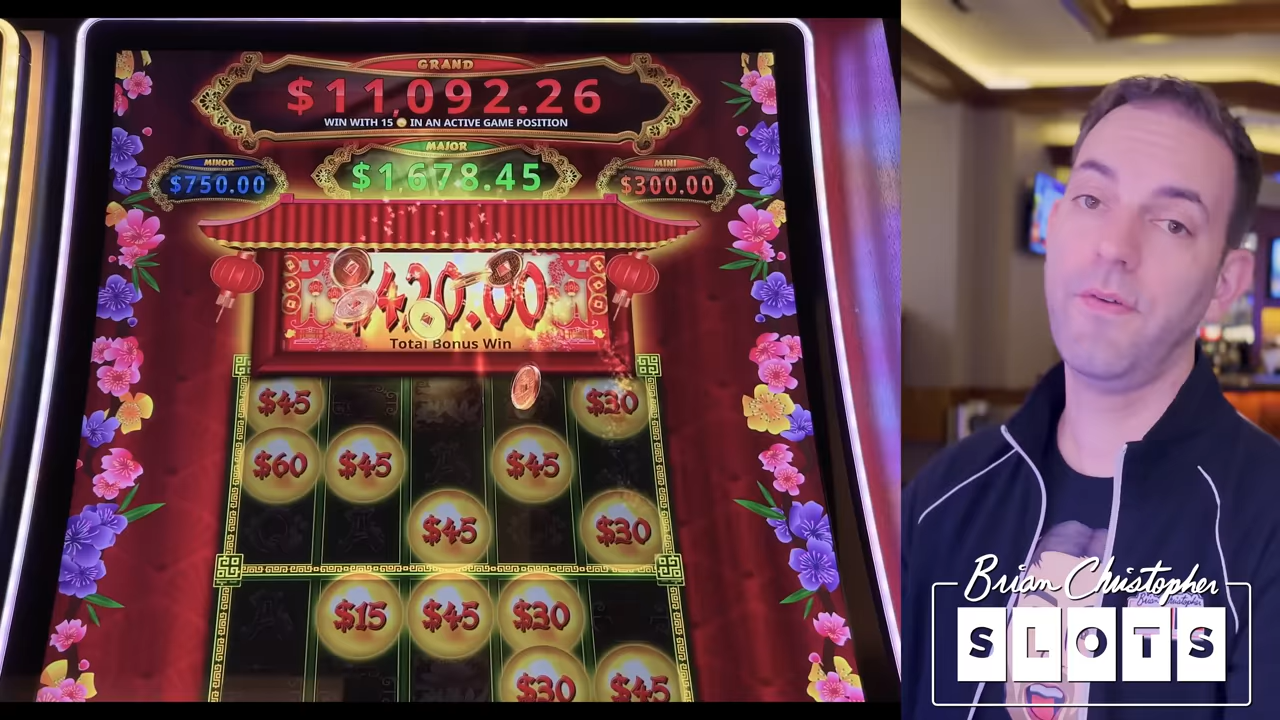 GRAND
$11,092.26
WIN WITH 15 IN AN ACTIVE GAME POSITION
MINOR
$750.00
MAJOR
$1,678.45
MINI
$300.00
$420.00
Total Bonus Win
$45
$30
$60
$45
$45
$45
$30
$15
$45
$30
$30
$45
Brian Christopher
SLOTS